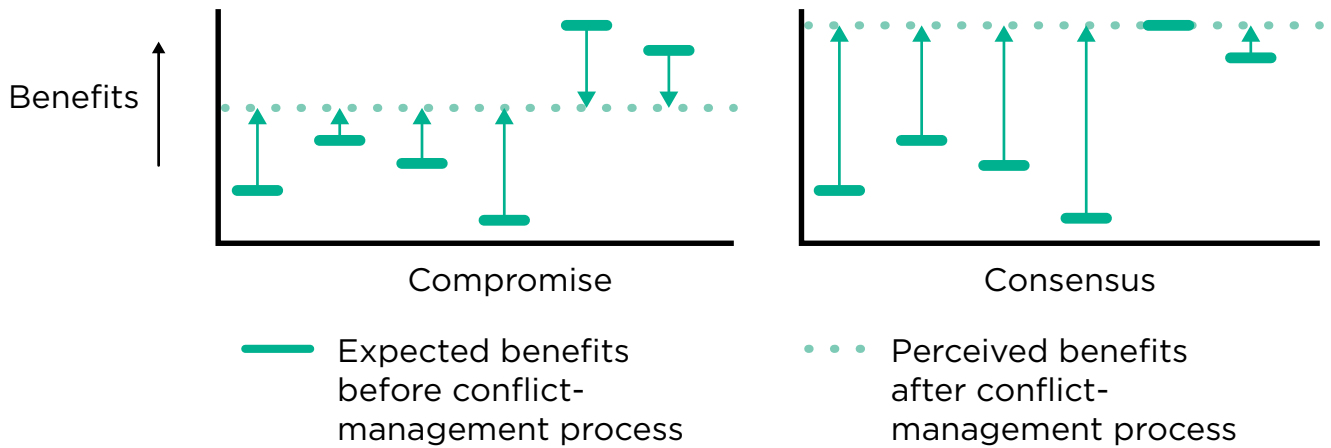 Benefits
Compromise
Consensus
Expected benefits
before conflict-
management process
Perceived benefits
after conflict-
management process